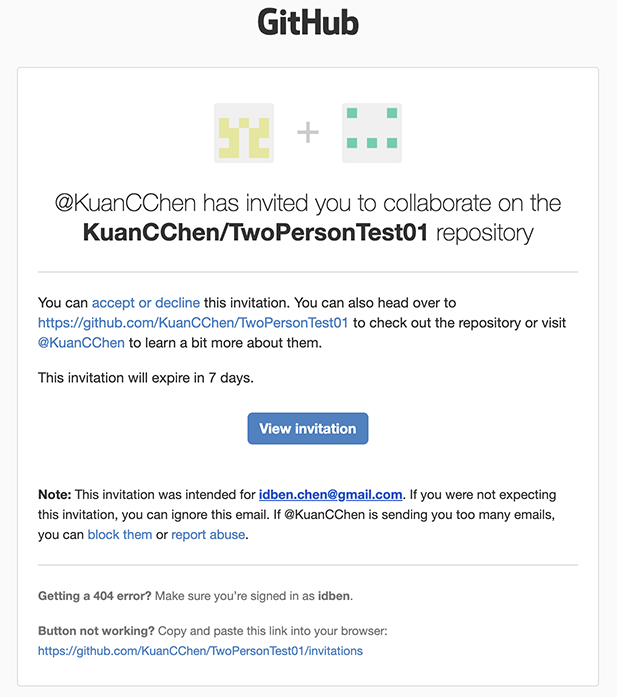 GitHub
@KuanCChen has invited you to collaborate on the
KuanCChen/TwoPersonTest01 repository
You can accept or decline this invitation. You can also head over to
https://github.com/KuanCChen/TwoPersonTest01 to check out the repository or visit
@KuanCChen to learn a bit more about them.
This invitation will expire in 7 days.
View invitation
Note: This invitation was intended for idben.chen@gmail.com. If you were not expecting
this invitation, you can ignore this email. If @KuanCChen is sending you too many emails,
you can block them or report abuse.
Getting a 404 error? Make sure you’re signed in as idben.
Button not working? Copy and paste this link into your browser:
https://github.com/KuanCChen/TwoPersonTest01/invitations